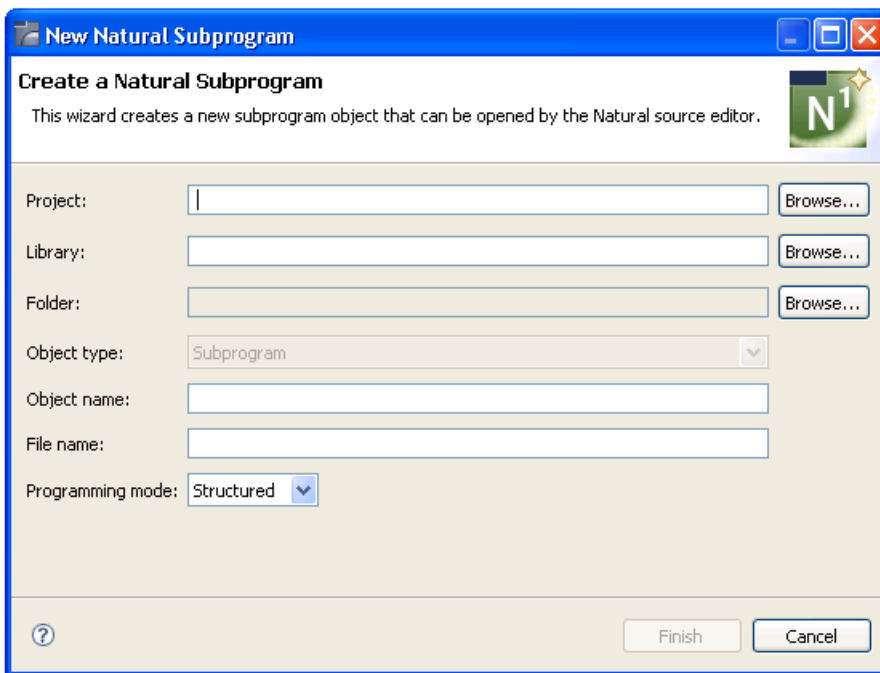 New Natural Subprogram
Create a Natural Subprogram
This wizard creates a new subprogram object that can be opened by the Natural source editor.
N1
Project: Browse...
Library: Browse...
Folder: Browse...
Object type: Subprogram
Object name:
File name:
Programming mode: Structured
? Finish Cancel